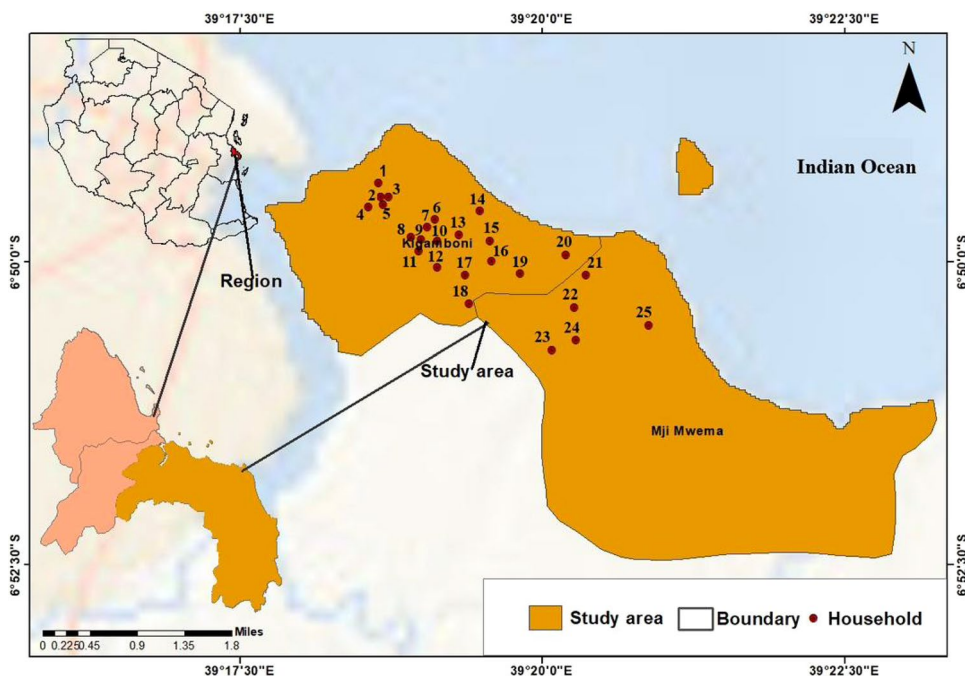 39°17'30"E 39°20'0"E 39°22'30"E
N
Indian Ocean
1
2 3
4 5
6
7
8 9 10
11 12
13
14
15
16
17
18
19
20
21
22
23 24
25
Kigamboni
6°50'0"S 6°50'0"S
Region
Study area
Mji Mwema
6°52'30"S 6°52'30"S
Study area Boundary Household
Miles
0 0.225 0.45 0.9 1.35 1.8
39°17'30"E 39°20'0"E 39°22'30"E